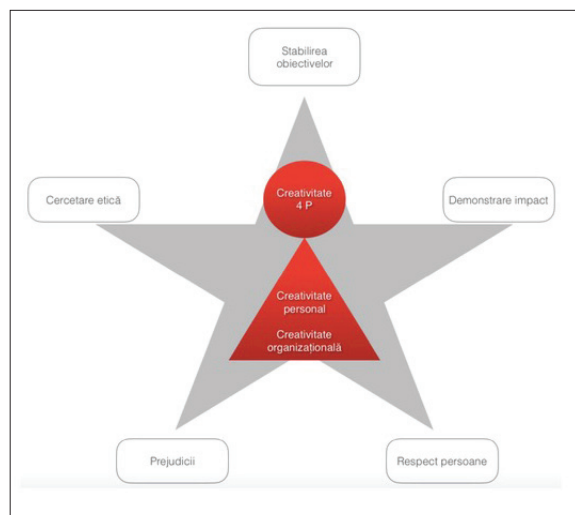 Stabilirea
obiectivelor
Cercetare etică
Creativitate
4 P
Demonstrare impact
Creativitate
personal
Creativitate
organizațională
Prejudicii
Respect persoane